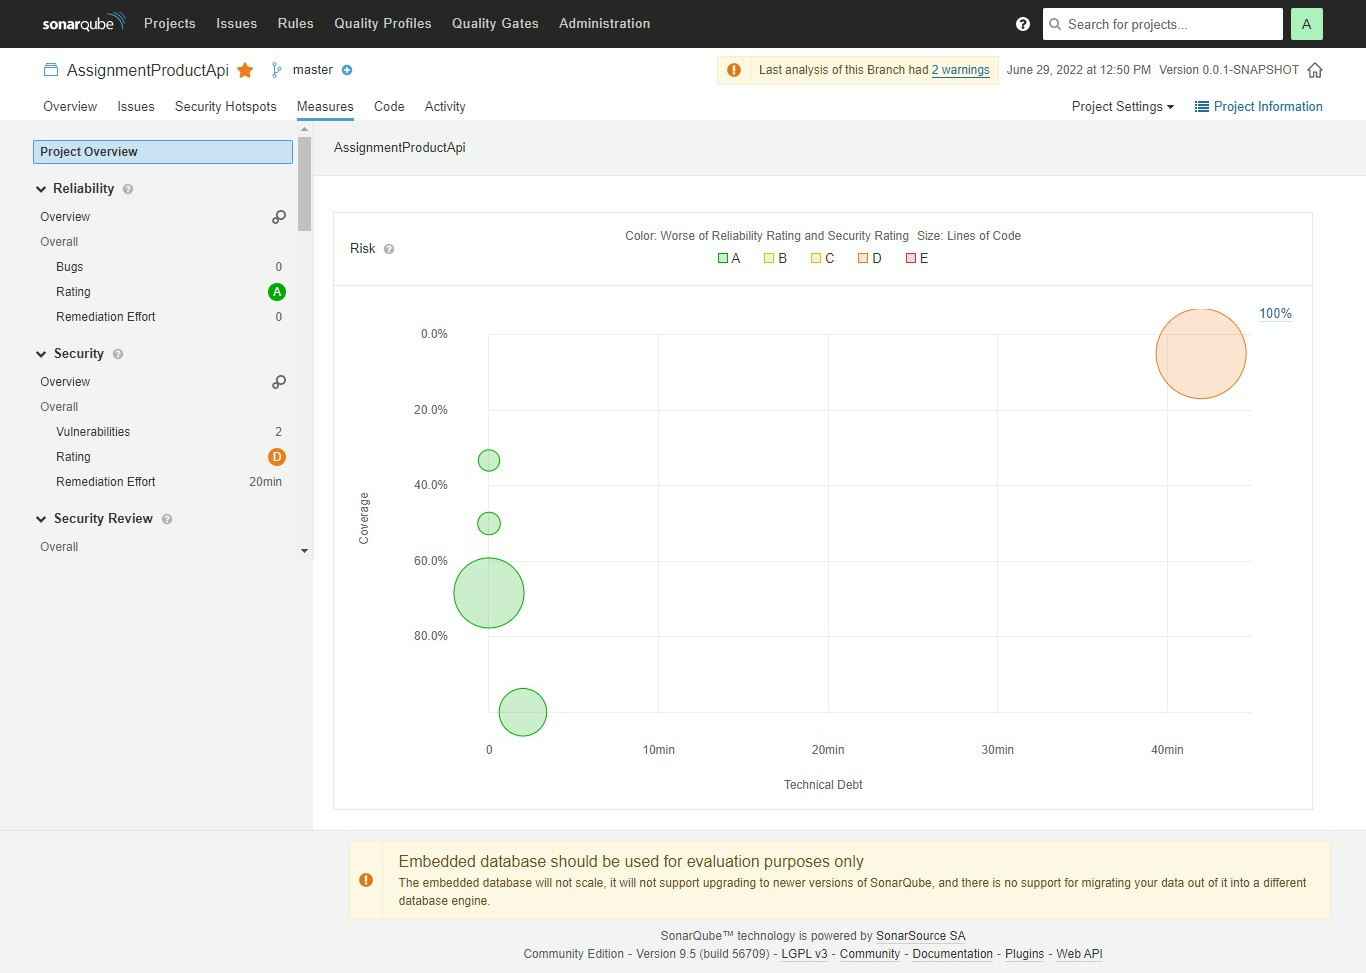 sonarqube Projects Issues Rules Quality Profiles Quality Gates Administration ? Search for projects... A
AssignmentProductApi master Last analysis of this Branch had 2 warnings June 29, 2022 at 12:50 PM Version 0.0.1-SNAPSHOT
Overview Issues Security Hotspots Measures Code Activity Project Settings Project Information
Project Overview
Reliability ?
Overview
Overall
Bugs 0
Rating A
Remediation Effort 0
Security ?
Overview
Overall
Vulnerabilities 2
Rating D
Remediation Effort 20min
Security Review ?
Overall
AssignmentProductApi
Risk ?
Color: Worse of Reliability Rating and Security Rating Size: Lines of Code
A B C D E
100%
0.0%
20.0%
40.0%
60.0%
80.0%
Coverage
0 10min 20min 30min 40min
Technical Debt
Embedded database should be used for evaluation purposes only
The embedded database will not scale, it will not support upgrading to newer versions of SonarQube, and there is no support for migrating your data out of it into a different
database engine.
SonarQube™ technology is powered by SonarSource SA
Community Edition - Version 9.5 (build 56709) - LGPL v3 - Community - Documentation - Plugins - Web API